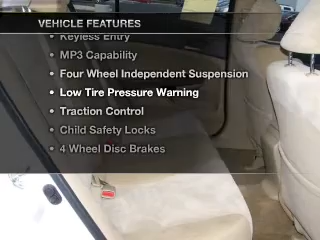 VEHICLE FEATURES
• Keyless Entry
• MP3 Capability
• Four Wheel Independent Suspension
• Low Tire Pressure Warning
• Traction Control
• Child Safety Locks
• 4 Wheel Disc Brakes